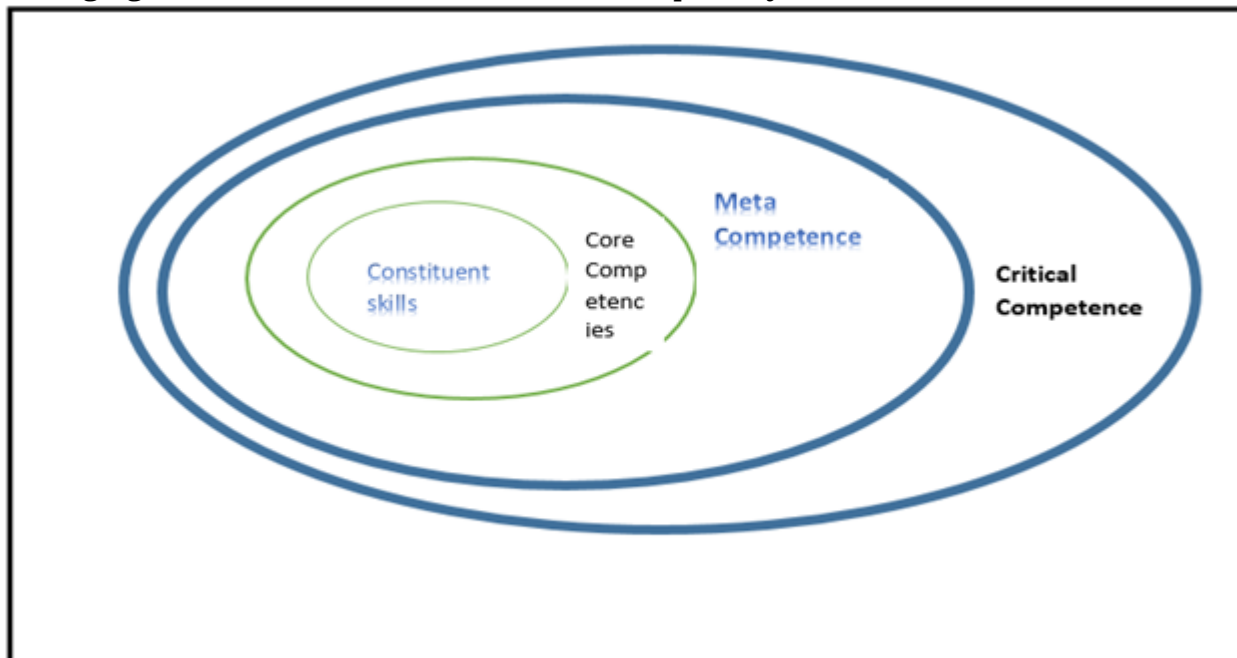 Meta
Competence
Core
Comp
etenc
ies
Constituent
skills
Critical
Competence